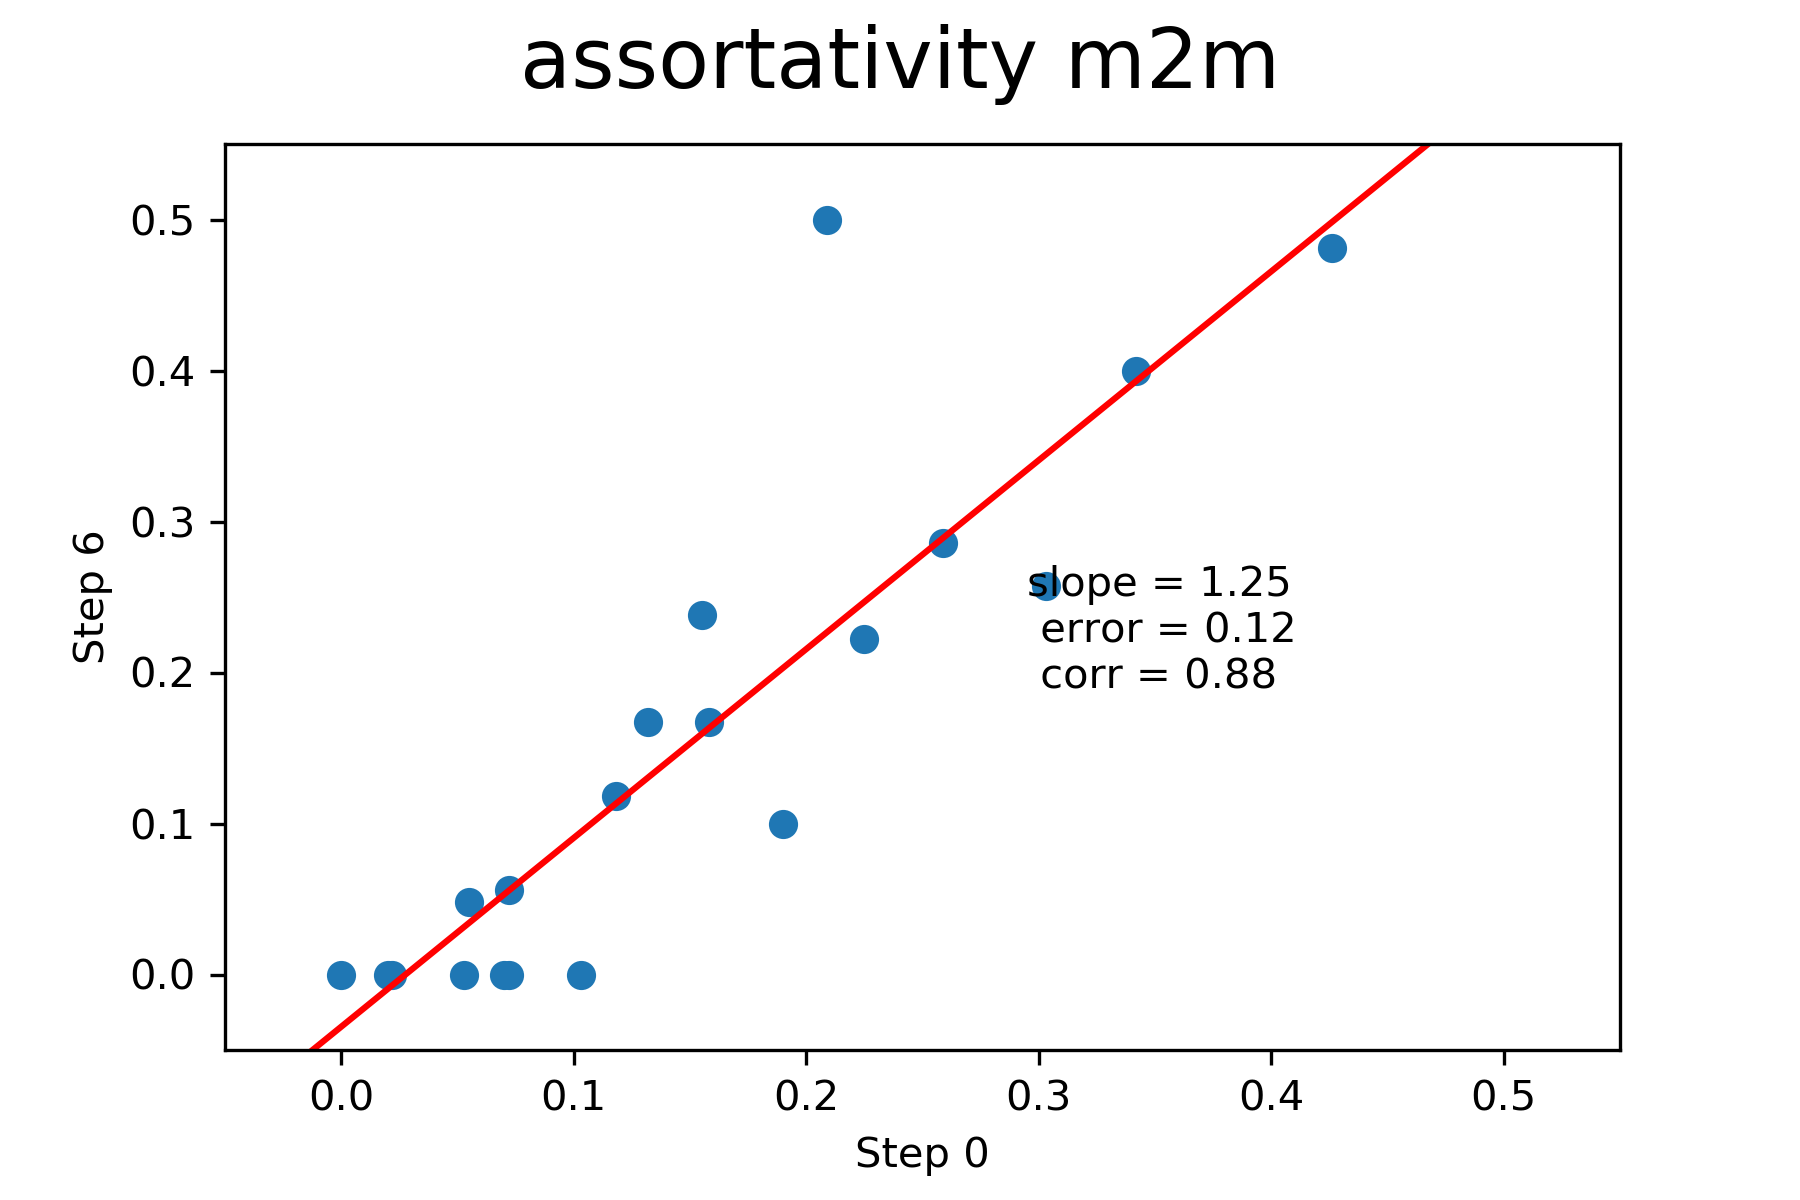 assortativity m2m
0.5
0.4
0.3
0.2
0.1
0.0
Step 6
slope = 1.25
error = 0.12
corr = 0.88
0.0 0.1 0.2 0.3 0.4 0.5
Step 0